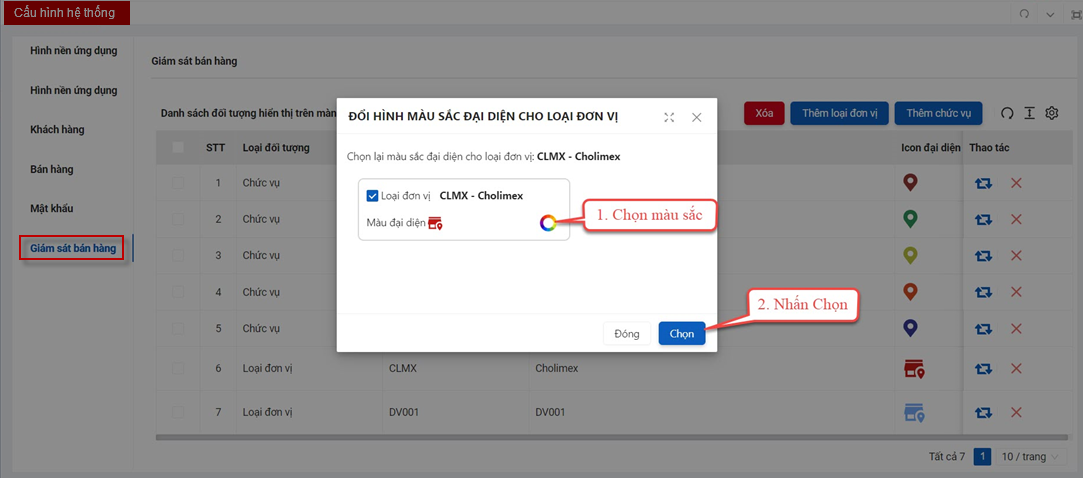 Cấu hình hệ thống
Hình nền ứng dụng
Hình nền ứng dụng
Khách hàng
Bán hàng
Mật khẩu
Giám sát bán hàng
Giám sát bán hàng
Danh sách đối tượng hiển thị trên màn
Xóa
Thêm loại đơn vị
Thêm chức vụ
STT Loại đối tượng Icon đại diện Thao tác
1 Chức vụ
2 Chức vụ
3 Chức vụ
4 Chức vụ
5 Chức vụ
6 Loại đơn vị CLMX Cholimex
7 Loại đơn vị DV001 DV001
Tất cả 7 1 10 / trang
ĐỔI HÌNH MÀU SẮC ĐẠI DIỆN CHO LOẠI ĐƠN VỊ
Chọn lại màu sắc đại diện cho loại đơn vị: CLMX - Cholimex
Loại đơn vị CLMX - Cholimex
Màu đại diện
1. Chọn màu sắc
2. Nhấn Chọn
Đóng
Chọn